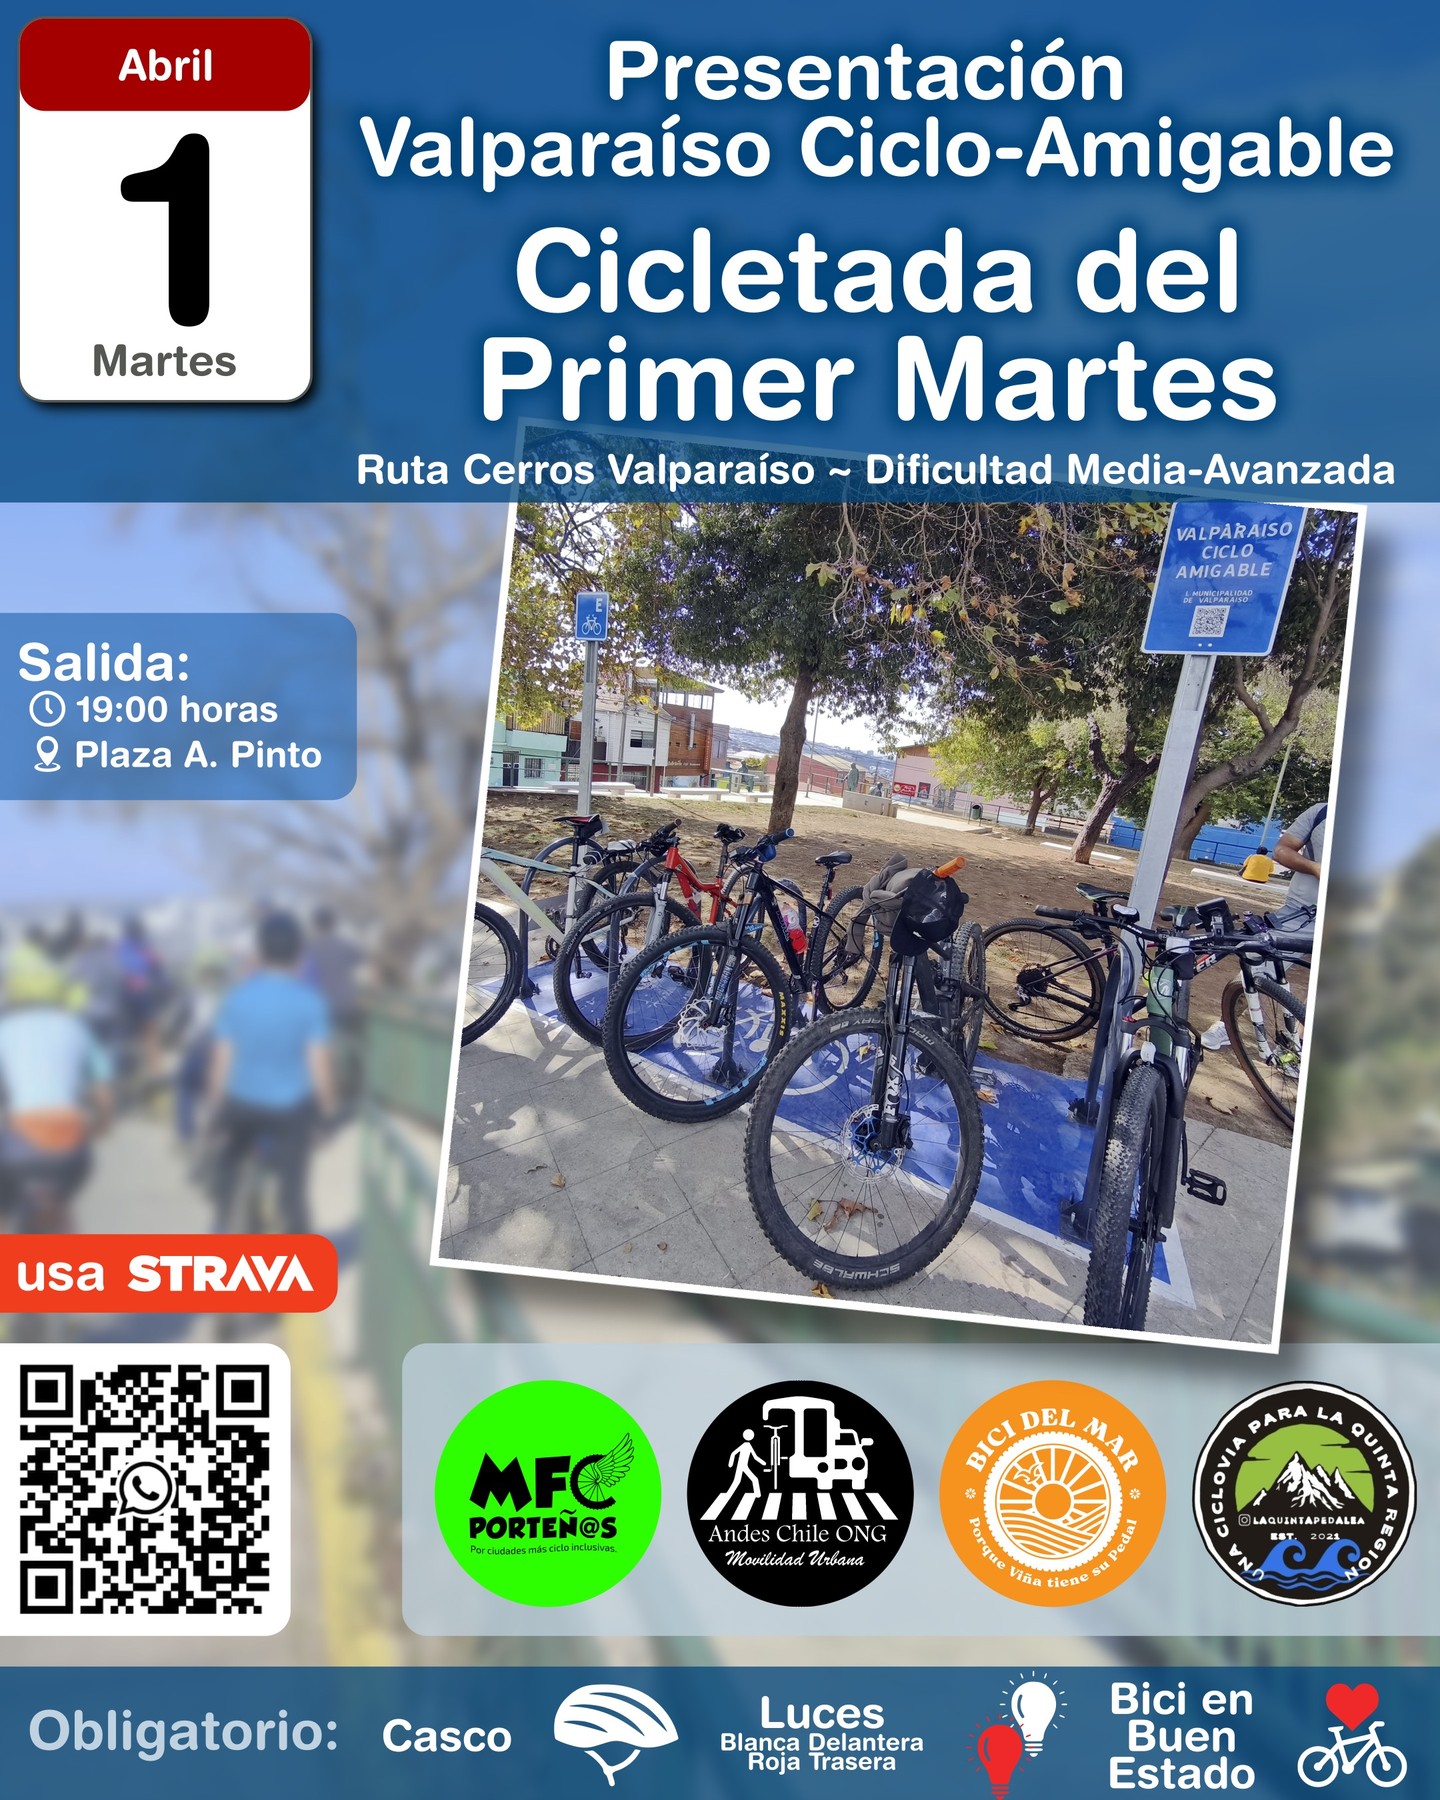 Abril
1
Martes
Presentación
Valparaíso Ciclo-Amigable
Cicletada del
Primer Martes
Ruta Cerros Valparaíso ~ Dificultad Media-Avanzada
VALPARAISO
CICLO
AMIGABLE
I. MUNICIPALIDAD
DE VALPARAISO
E
Salida:
19:00 horas
Plaza A. Pinto
MAXXIS
FOX
SCHWALBE
usa STRAVA
MFC
PORTEÑ@S
Por ciudades más ciclo inclusivas.
Andes Chile ONG
Movilidad Urbana
BICI DEL MAR
Porque Viña tiene su Pedal
UNA CICLOVIA PARA LA QUINTA REGION
@LAQUINTAPEDALEA
EST. 2021
Obligatorio:
Casco
Luces
Blanca Delantera
Roja Trasera
Bici en
Buen
Estado